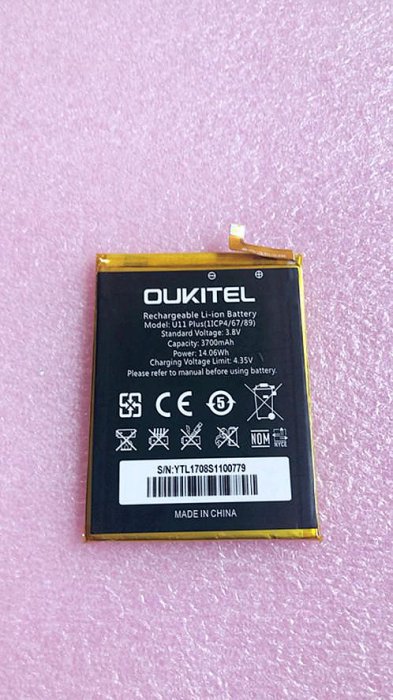 OUKITEL
Rechargeable Li-ion Battery
Model: U11 Plus(1ICP4/67/89)
Standard Voltage: 3.8V
Capacity: 3700mAh
Power: 14.06Wh
Charging Voltage Limit: 4.35V
Please refer to manual before using battery
CE 5
NOM NYCE
S/N:YTL1708S1100779
MADE IN CHINA